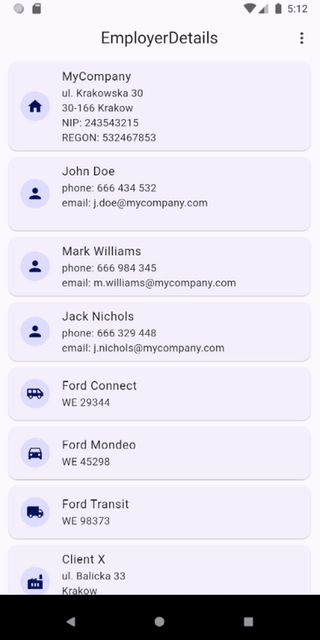 5:12
EmployerDetails
MyCompany
ul. Krakowska 30
30-166 Krakow
NIP: 243543215
REGON: 532467853
John Doe
phone: 666 434 532
email: j.doe@mycompany.com
Mark Williams
phone: 666 984 345
email: m.williams@mycompany.com
Jack Nichols
phone: 666 329 448
email: j.nichols@mycompany.com
Ford Connect
WE 29344
Ford Mondeo
WE 45298
Ford Transit
WE 98373
Client X
ul. Balicka 33
Krakow